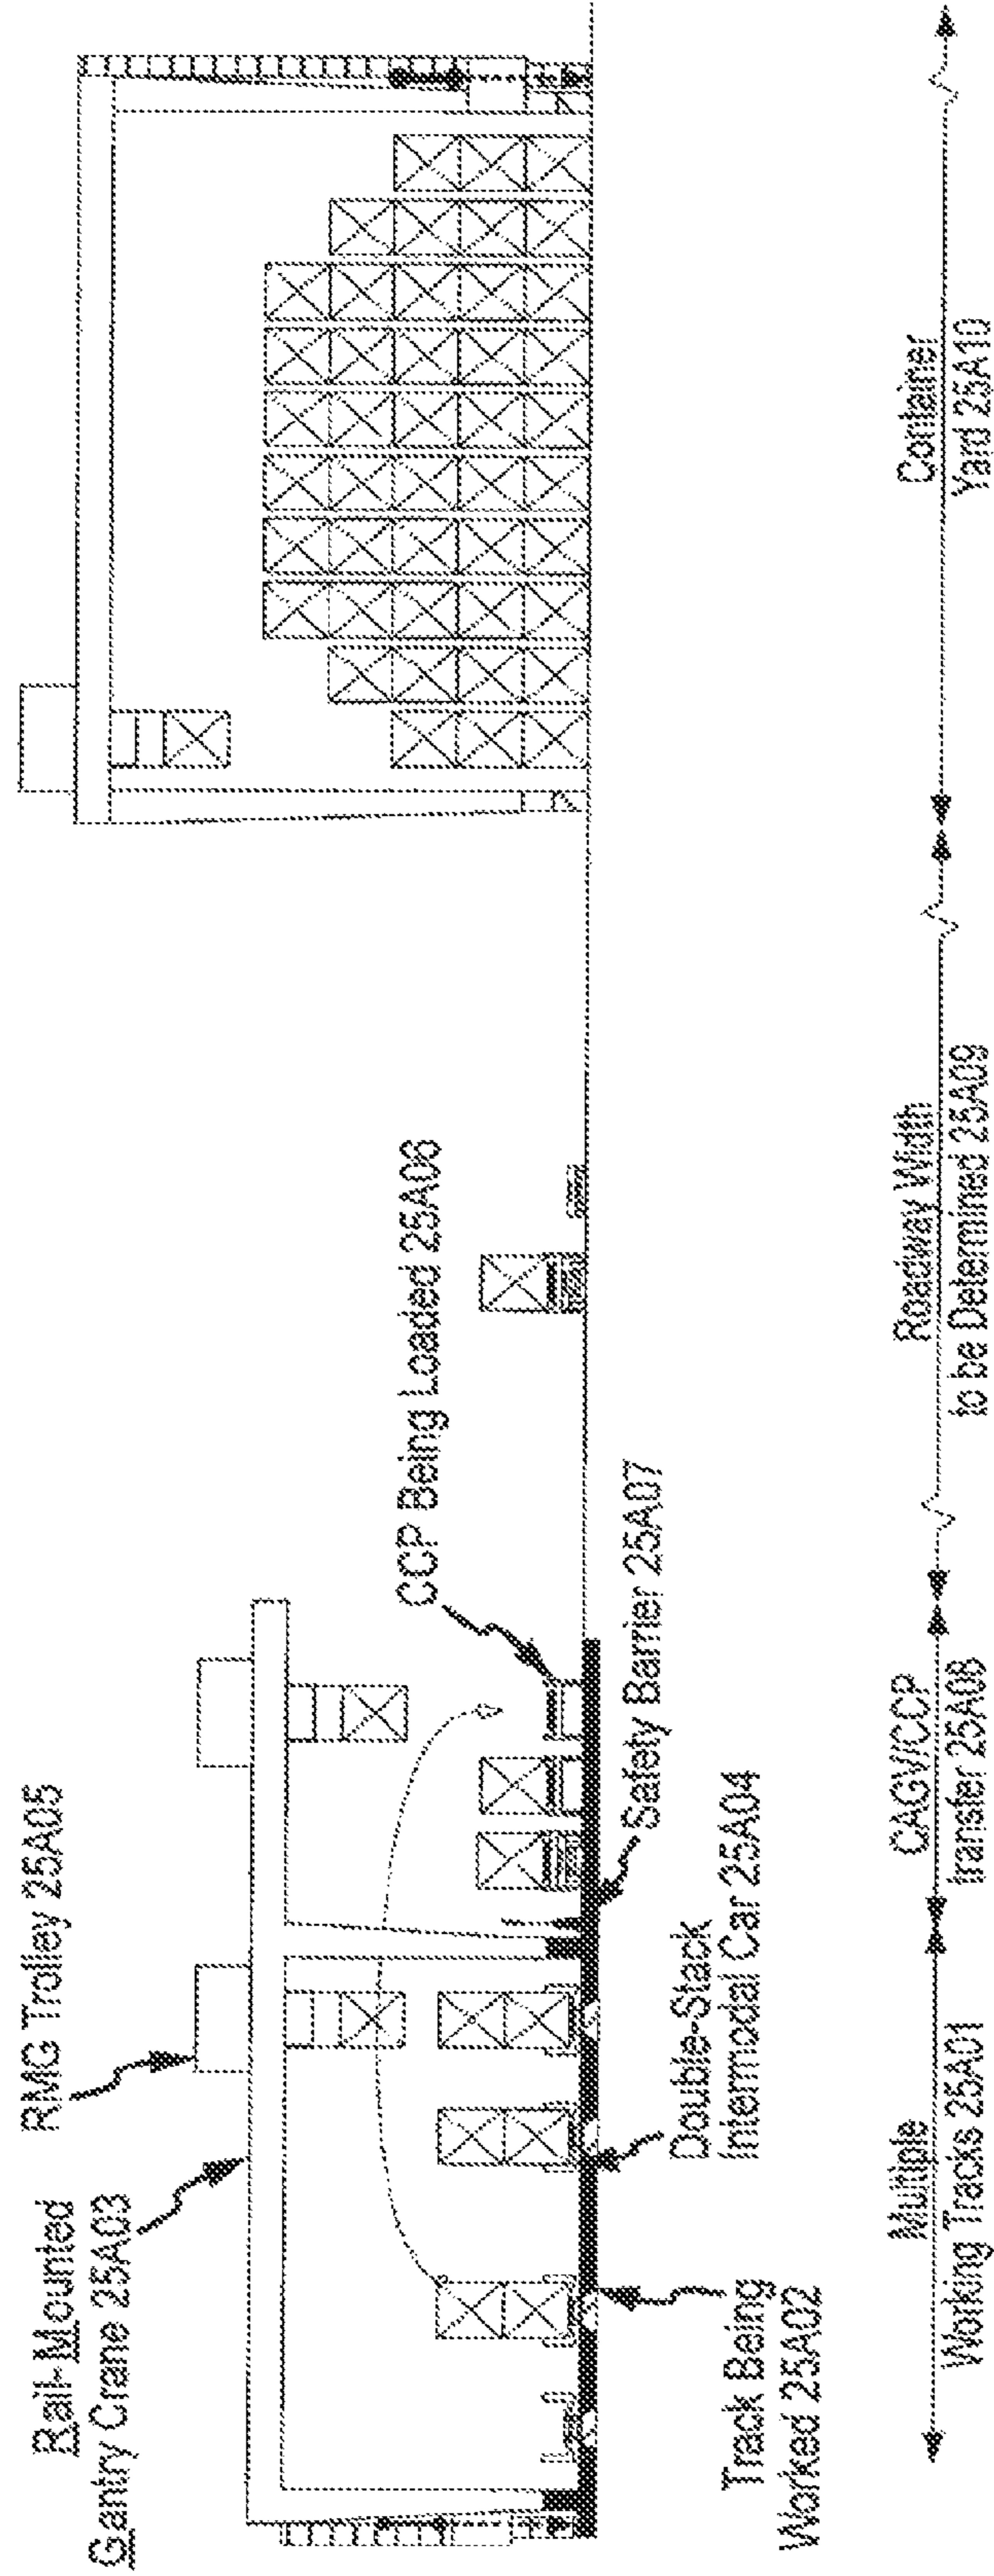 Rail-Mounted
Gantry Crane 25A03
RMG Trolley 25A05
CCP Being Loaded 25A06
Track Being
Worked 25A02
Double-Stack
Intermodal Car 25A04
Safety Barrier 25A07
Multiple
Working Tracks 25A01
CAGV/CCP
transfer 25A08
Roadway Width
to be Determined 25A09
Container
Yard 25A10